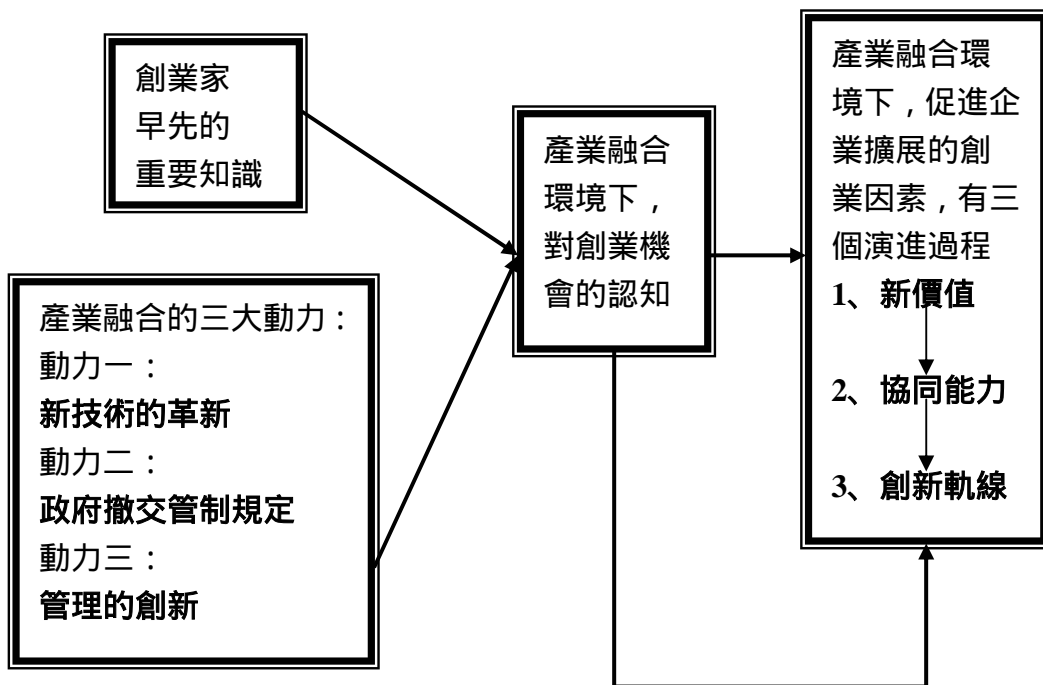 創業家
早先的
重要知識
產業融合的三大動力：
動力一：
新技術的革新
動力二：
政府撤交管制規定
動力三：
管理的創新
產業融合
環境下，
對創業機
會的認知
產業融合環
境下，促進企
業擴展的創
業因素，有三
個演進過程
1、新價值
2、協同能力
3、創新軌線